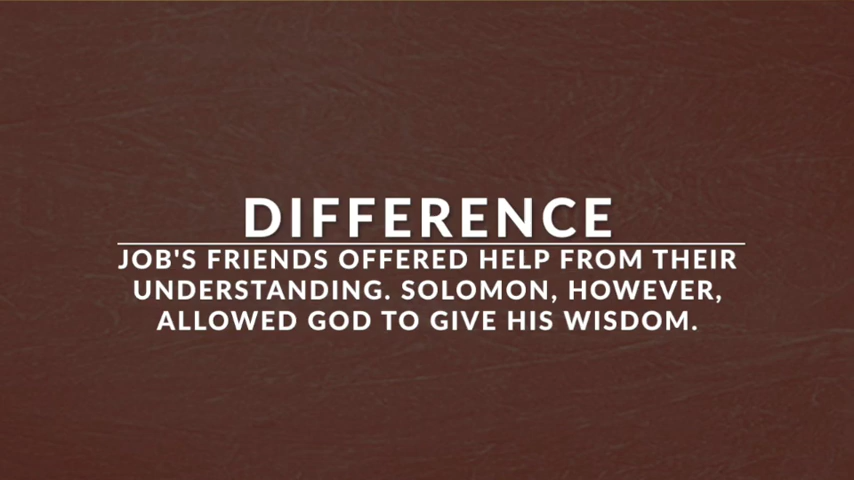 DIFFERENCE
JOB'S FRIENDS OFFERED HELP FROM THEIR
UNDERSTANDING. SOLOMON, HOWEVER,
ALLOWED GOD TO GIVE HIS WISDOM.